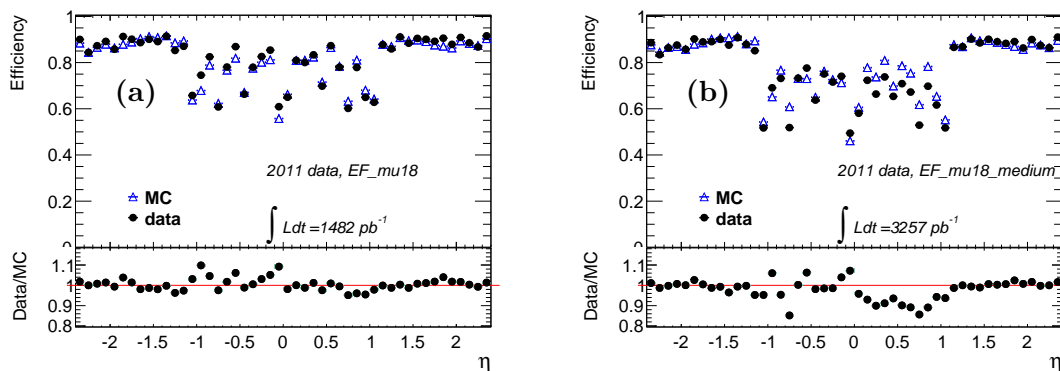 Efficiency
1
0.8
0.6
0.4
0.2
0
(a)
2011 data, EF_mu18
MC
data
∫ Ldt =1482 pb-1
Data/MC
1.1
1
0.9
0.8
-2 -1.5 -1 -0.5 0 0.5 1 1.5 2
η
Efficiency
1
0.8
0.6
0.4
0.2
0
(b)
2011 data, EF_mu18_medium
MC
data
∫ Ldt =3257 pb-1
Data/MC
1.1
1
0.9
0.8
-2 -1.5 -1 -0.5 0 0.5 1 1.5 2
η